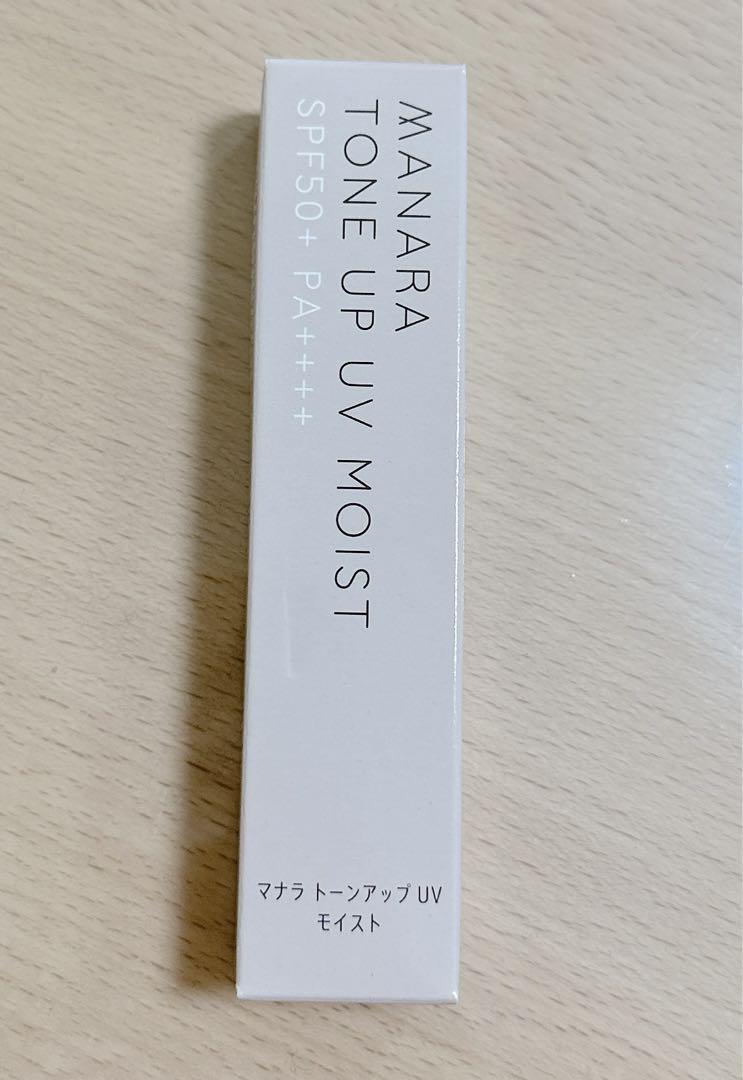 MANARA
TONE UP UV MOIST
SPF50+ PA++++
マナラ トーンアップ UV
モイスト